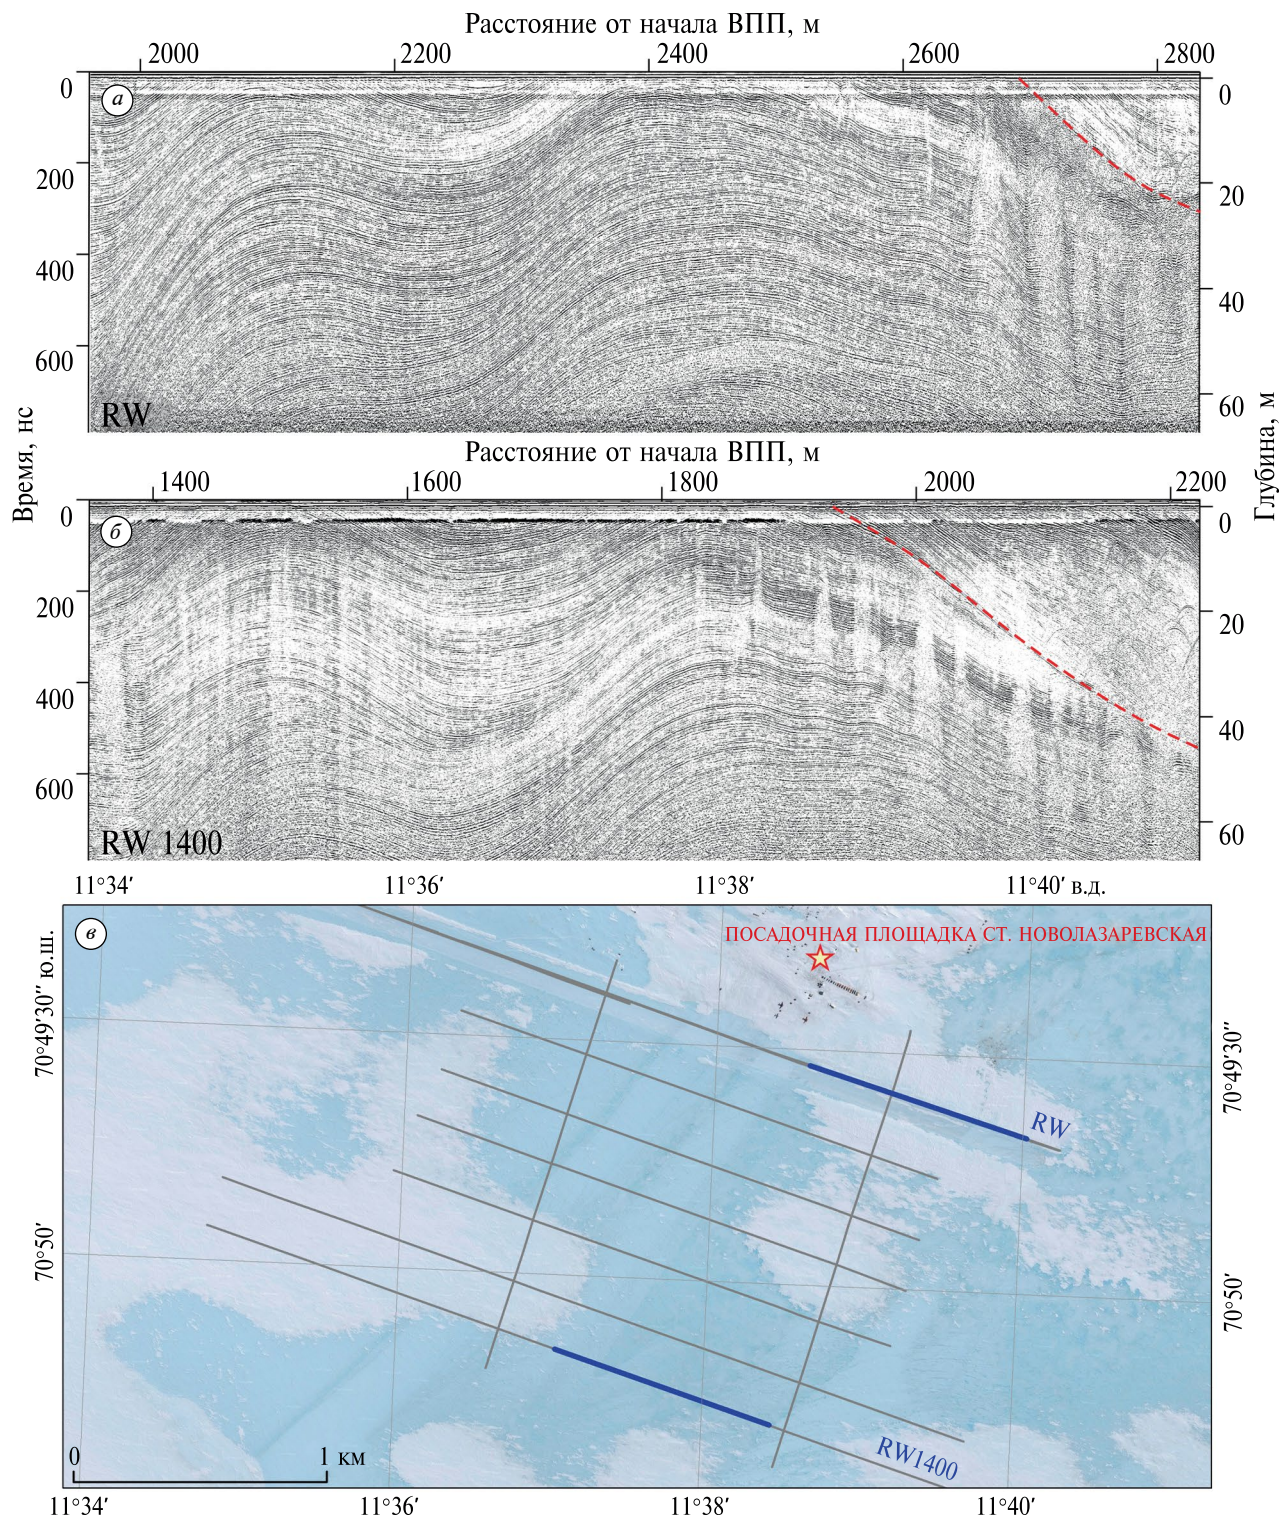 Расстояние от начала ВПП, м
2000 2200 2400 2600 2800
0 а 0
200 20
400 40
600 60
RW
Время, нс
Глубина, м
Расстояние от начала ВПП, м
1400 1600 1800 2000 2200
0 б 0
200 20
400 40
600 60
RW 1400
11°34′ 11°36′ 11°38′ 11°40′ в.д.
в
ПОСАДОЧНАЯ ПЛОЩАДКА СТ. НОВОЛАЗАРЕВСКАЯ
70°49′30″ ю.ш.
70°49′30″
RW
70°50′
70°50′
RW1400
0 1 км
11°34′ 11°36′ 11°38′ 11°40′